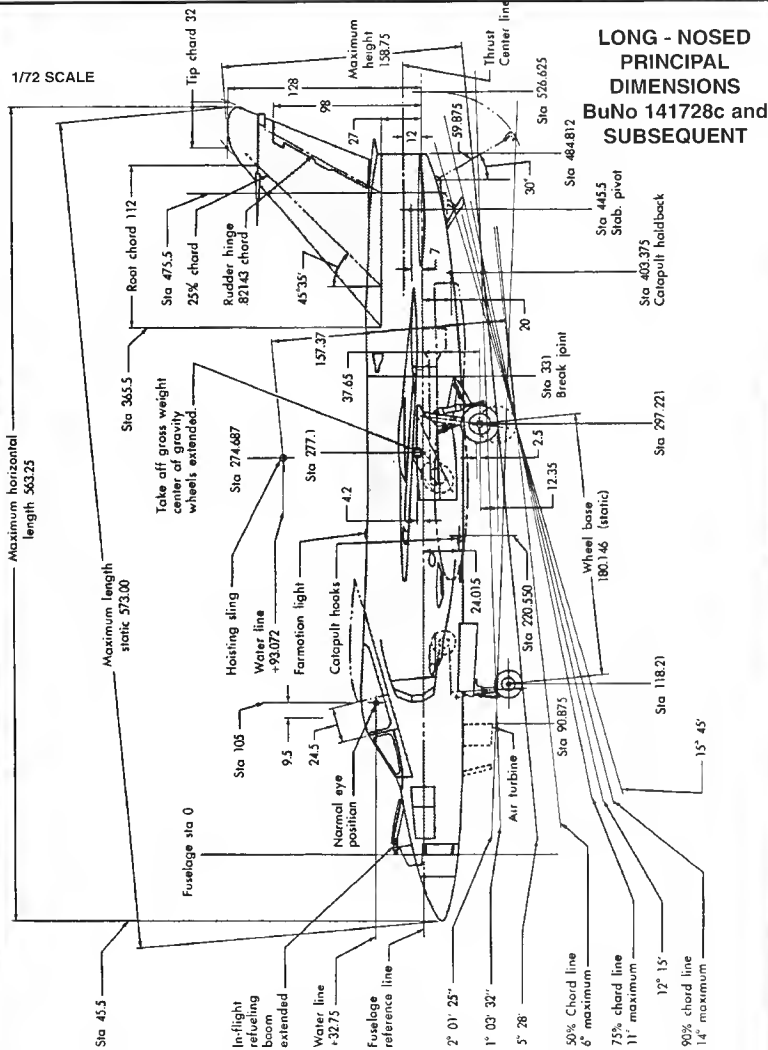 1/72 SCALE
LONG - NOSED
PRINCIPAL
DIMENSIONS
BuNo 141728c and
SUBSEQUENT
Maximum horizontal
length 563.25
Maximum length
static 573.00
Tip chord 32
Root chord 112
Sta 365.5
Sta 475.5
25% chord
Rudder hinge
.82143 chord
45°35'
Maximum
height
158.75
128
98
27
12
Thrust
Center line
Sta 526.625
59.875
Sta 484.812
30°
Sta 445.5
Stab. pivot
Sta 403.375
Catapult holdback
7
20
157.37
37.65
Sta 331
Break joint
Sta 297.221
2.5
12.35
Take off gross weight
center of gravity
wheels extended
Sta 274.687
Sta 277.1
4.2
Hoisting sling
Water line
+93.072
Farmotion light
Catapult hooks
24.015
Sta 220.550
Wheel base
180.146 (static)
Sta 118.21
Sta 105
9.5
24.5
Normal eye
position
Sta 90.875
Air turbine
Fuselage sta 0
Sta 45.5
In-flight
refueling
boom
extended
Water line
+32.75
Fuselage
reference line
2° 01' 25"
1° 03' 32"
5° 28'
50% Chord line
6° maximum
75% chord line
11° maximum
12° 15'
90% chord line
14° maximum
15° 45'